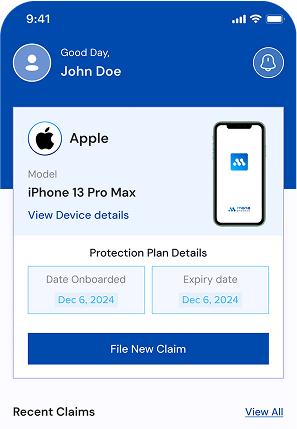 9:41
Good Day,
John Doe
Apple
Model
iPhone 13 Pro Max
View Device details
Protection Plan Details
Date Onboarded
Dec 6, 2024
Expiry date
Dec 6, 2024
File New Claim
Recent Claims
View All